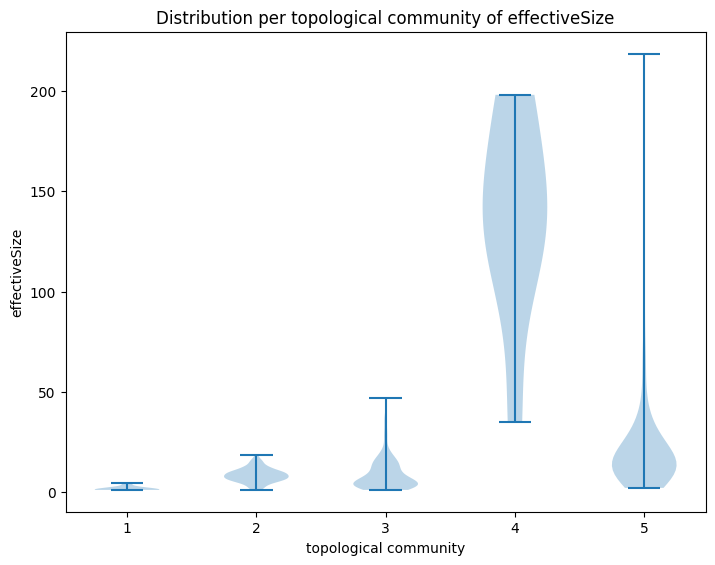 Distribution per topological community of effectiveSize
effectiveSize
200
150
100
50
0
1 2 3 4 5
topological community